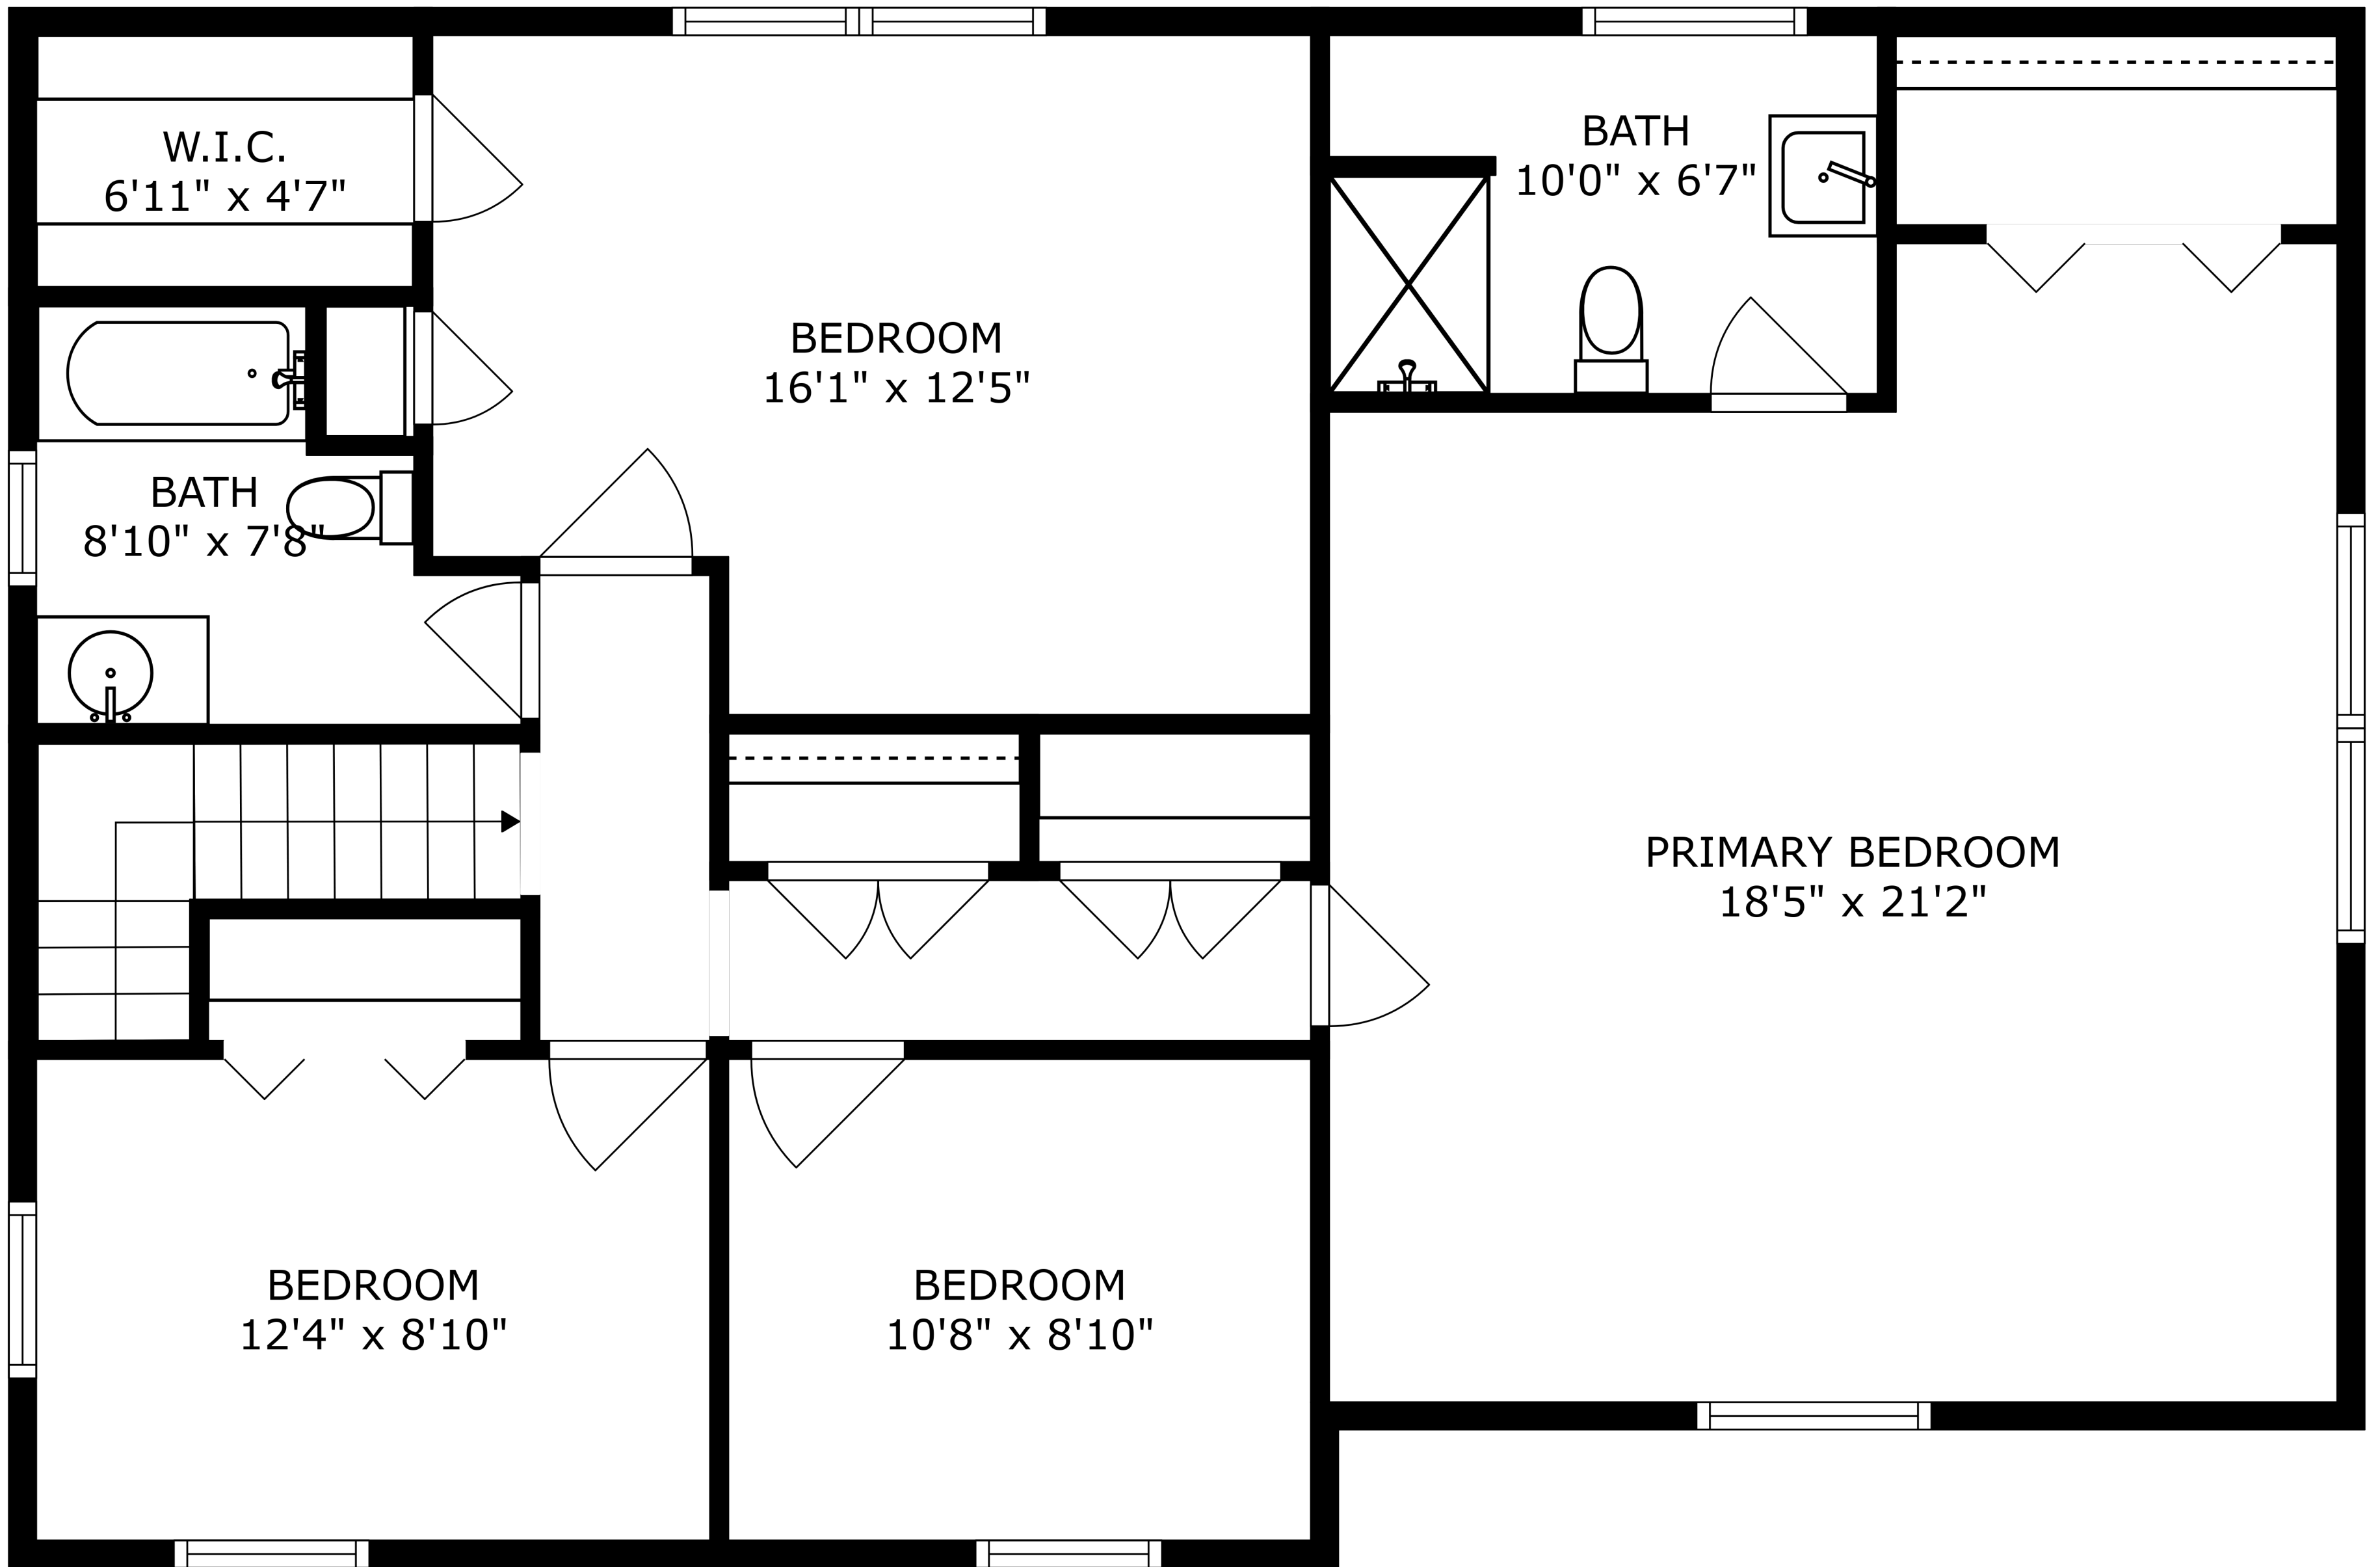 W.I.C.
6'11" x 4'7"
BATH
10'0" x 6'7"
BEDROOM
16'1" x 12'5"
BATH
8'10" x 7'8"
PRIMARY BEDROOM
18'5" x 21'2"
BEDROOM
12'4" x 8'10"
BEDROOM
10'8" x 8'10"